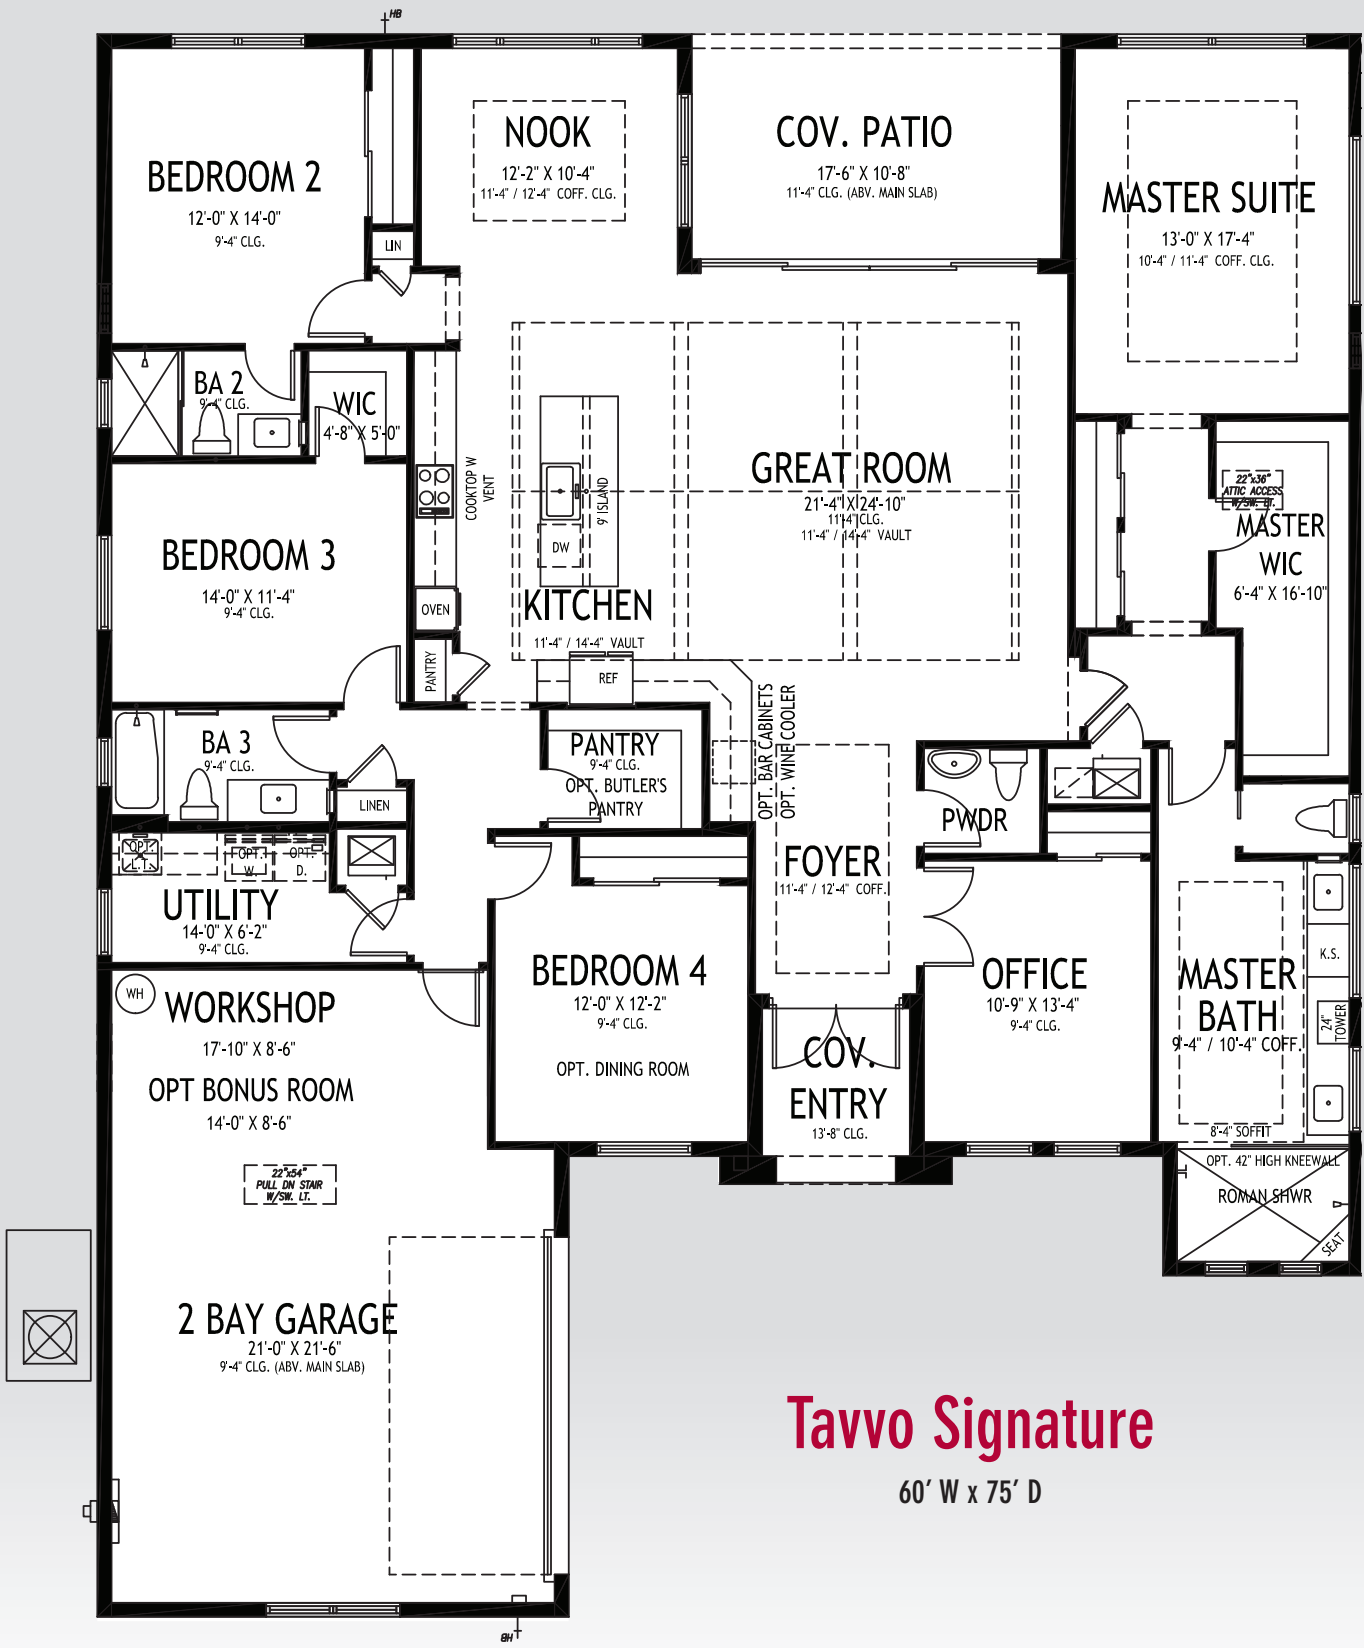 HB
BEDROOM 2
12'-0" X 14'-0"
9'-4" CLG.
LIN
NOOK
12'-2" X 10'-4"
11'-4" / 12'-4" COFF. CLG.
COV. PATIO
17'-6" X 10'-8"
11'-4" CLG. (ABV. MAIN SLAB)
MASTER SUITE
13'-0" X 17'-4"
10'-4" / 11'-4" COFF. CLG.
BA 2
9'-4" CLG.
WIC
4'-8" X 5'-0"
COOKTOP W
VENT
9' ISLAND
DW
GREAT ROOM
21'-4" X 24'-10"
11'-4" CLG.
11'-4" / 14'-4" VAULT
22"x36"
ATTIC ACCESS
W/SW. LT.
MASTER
WIC
6'-4" X 16'-10"
BEDROOM 3
14'-0" X 11'-4"
9'-4" CLG.
OVEN
KITCHEN
11'-4" / 14'-4" VAULT
PANTRY
REF
OPT. BAR CABINETS
OPT. WINE COOLER
BA 3
9'-4" CLG.
LINEN
PANTRY
9'-4" CLG.
OPT. BUTLER'S
PANTRY
PWDR
FOYER
11'-4" / 12'-4" COFF.
OPT.
L.T.
OPT.
W.
OPT.
D.
UTILITY
14'-0" X 6'-2"
9'-4" CLG.
BEDROOM 4
12'-0" X 12'-2"
9'-4" CLG.
OPT. DINING ROOM
OFFICE
10'-9" X 13'-4"
9'-4" CLG.
MASTER
BATH
9'-4" / 10'-4" COFF.
K.S.
24"
TOWER
8'-4" SOFFIT
WH
WORKSHOP
17'-10" X 8'-6"
OPT BONUS ROOM
14'-0" X 8'-6"
COV.
ENTRY
13'-8" CLG.
OPT. 42" HIGH KNEEWALL
ROMAN SHWR
SEAT
22"x54"
PULL DN STAIR
W/SW. LT.
2 BAY GARAGE
21'-0" X 21'-6"
9'-4" CLG. (ABV. MAIN SLAB)
Tavvo Signature
60' W x 75' D
HB